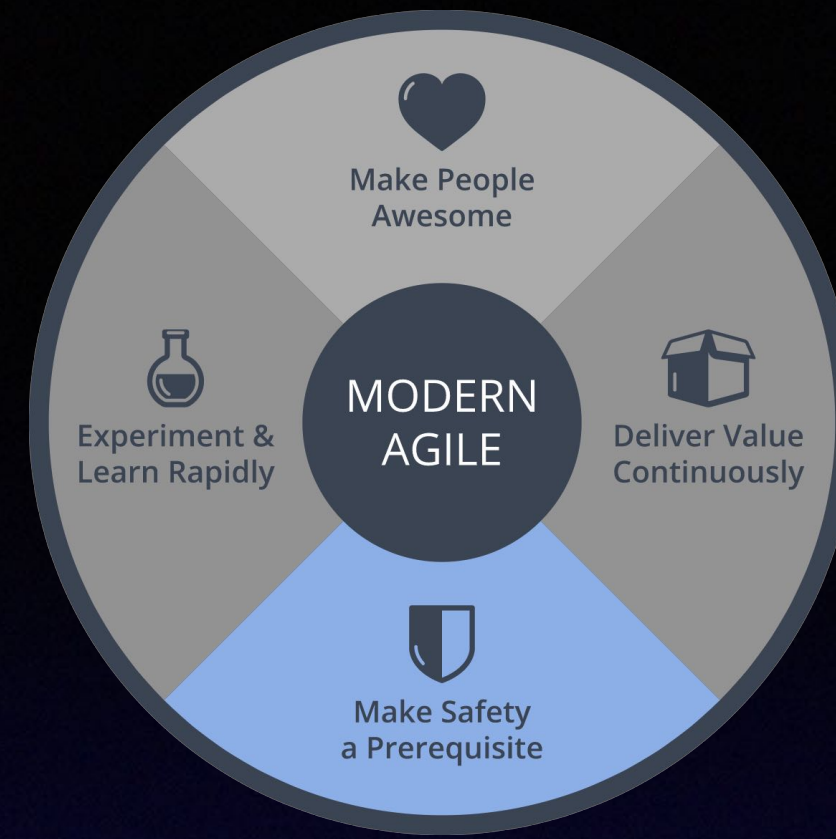 Make People
Awesome
MODERN
AGILE
Experiment &
Learn Rapidly
Deliver Value
Continuously
Make Safety
a Prerequisite